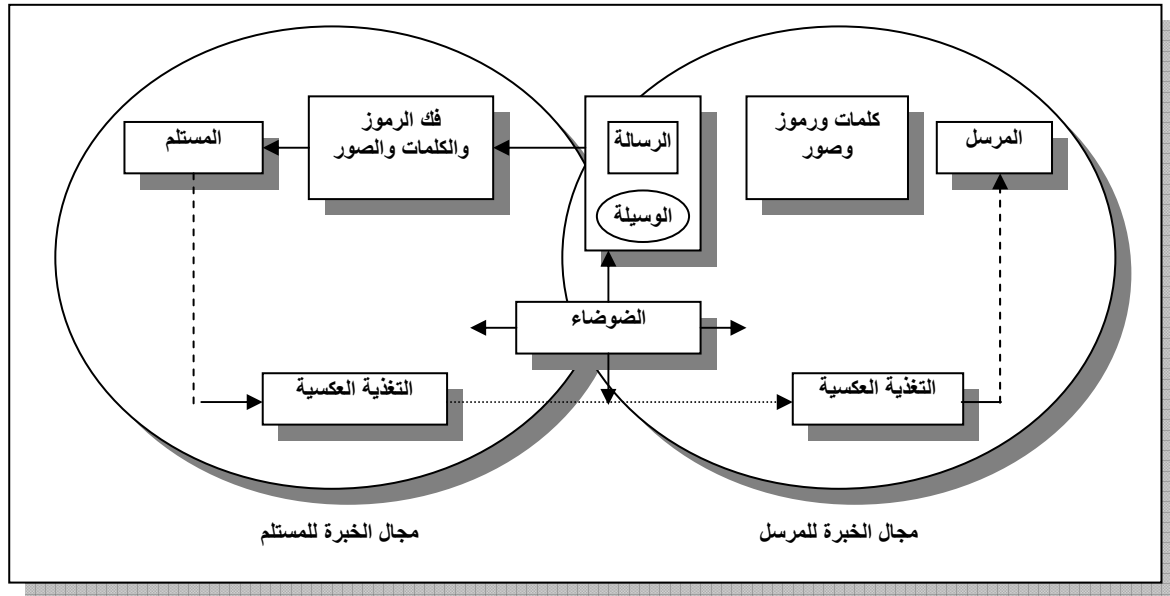 المرسل
كلمات ورموز
وصور
الرسالة
الوسيلة
فك الرموز
والكلمات والصور
المستلم
الضوضاء
التغذية العكسية
التغذية العكسية
مجال الخبرة للمرسل
مجال الخبرة للمستلم